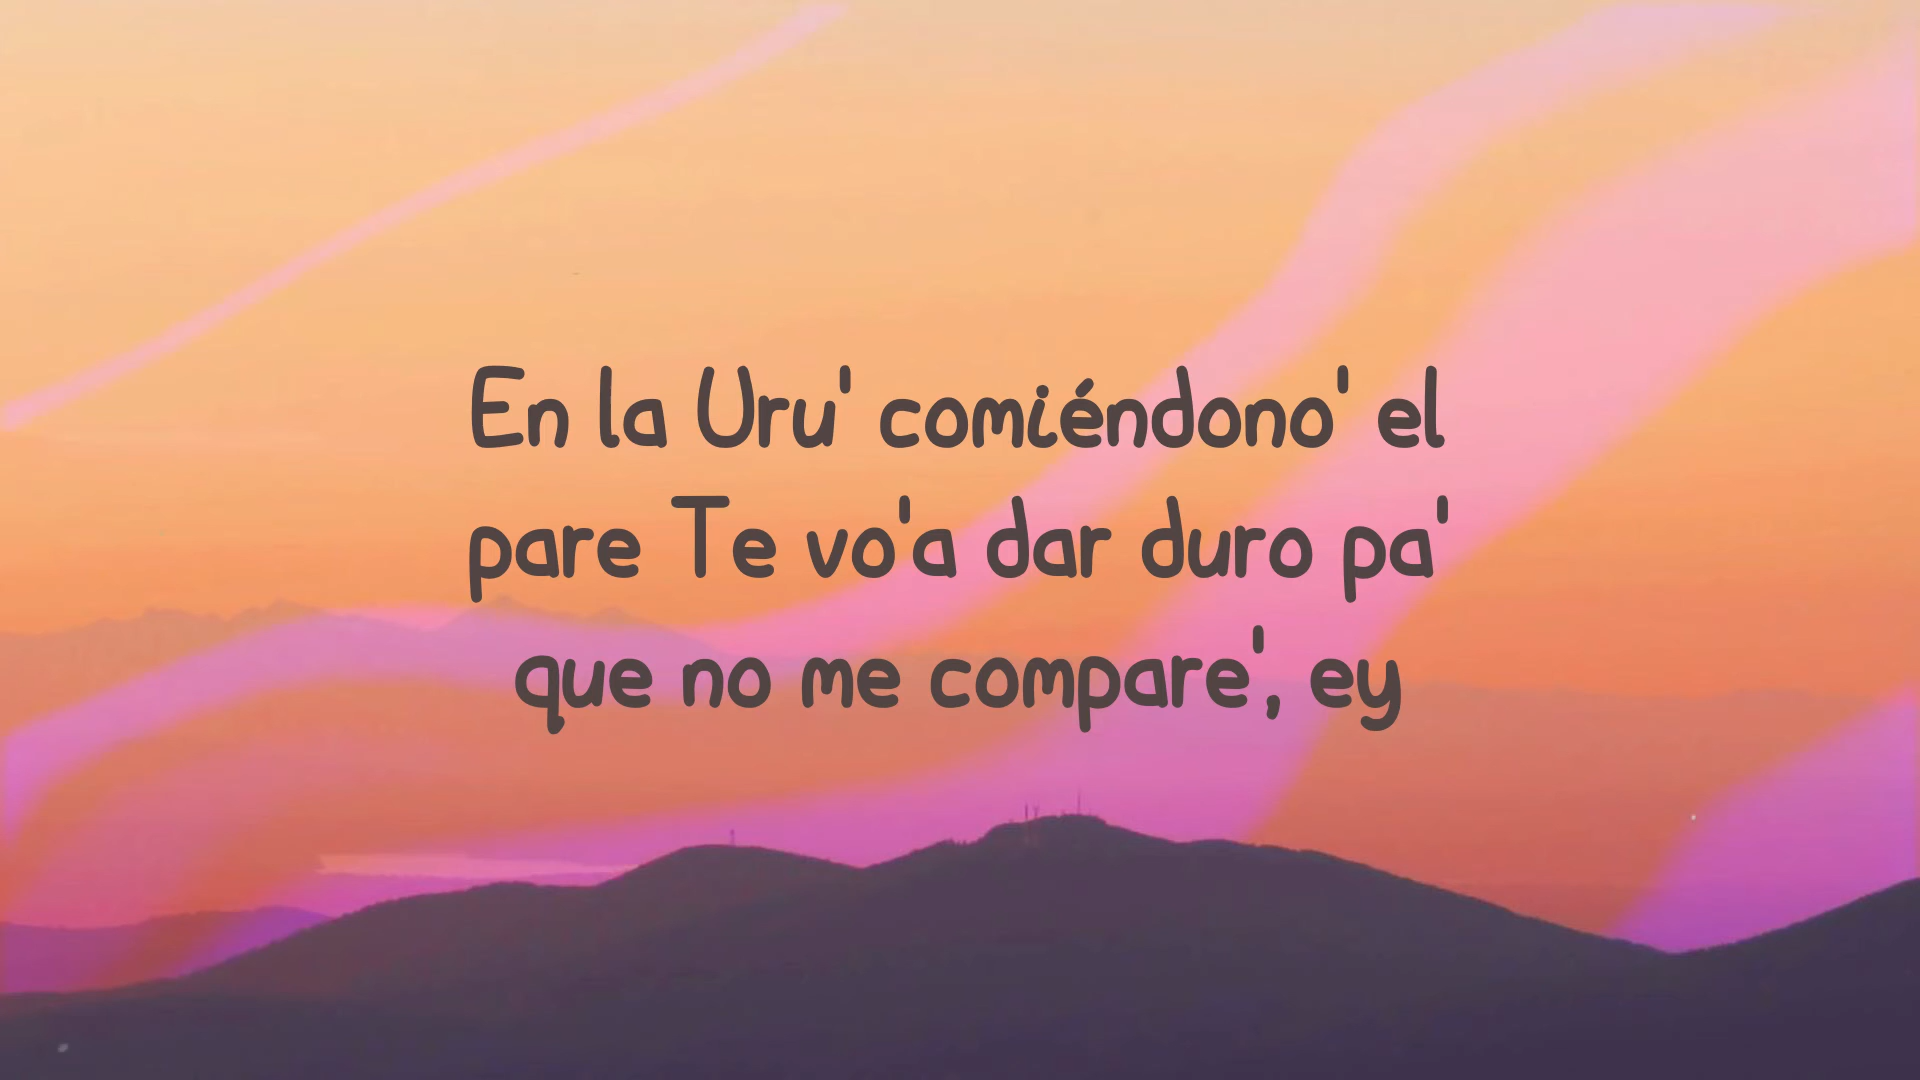 En la Uru' comiéndono' el
pare Te vo'a dar duro pa'
que no me compare', ey